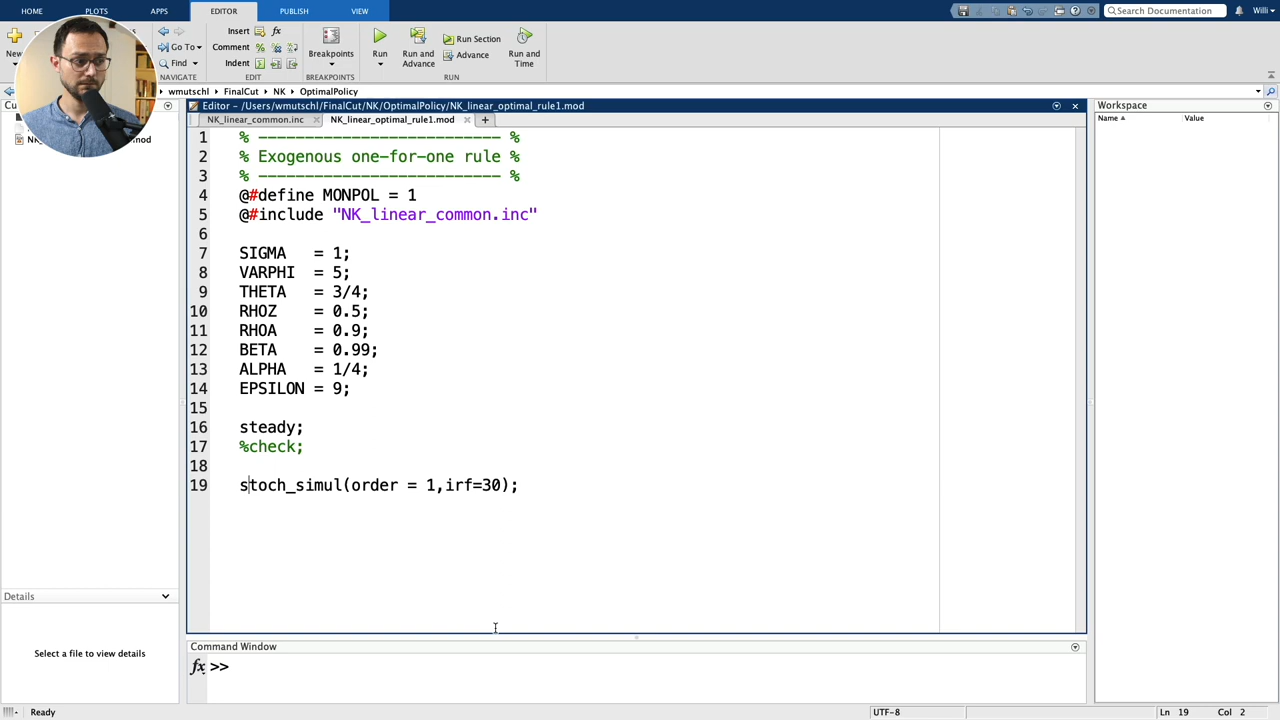 HOME PLOTS APPS EDITOR PUBLISH VIEW Search Documentation Willi
New Go To Find Insert Comment Indent Breakpoints Run Run and Advance Run Section Advance Run and Time
NAVIGATE EDIT BREAKPOINTS RUN
wmutschl FinalCut NK OptimalPolicy
Editor – /Users/wmutschl/FinalCut/NK/OptimalPolicy/NK_linear_optimal_rule1.mod
Workspace
NK_linear_common.inc NK_linear_optimal_rule1.mod
Name Value
1 % -------------------------- %
2 % Exogenous one-for-one rule %
3 % -------------------------- %
4 @#define MONPOL = 1
5 @#include "NK_linear_common.inc"
6
7 SIGMA = 1;
8 VARPHI = 5;
9 THETA = 3/4;
10 RHOZ = 0.5;
11 RHOA = 0.9;
12 BETA = 0.99;
13 ALPHA = 1/4;
14 EPSILON = 9;
15
16 steady;
17 %check;
18
19 stoch_simul(order = 1,irf=30);
Details
Select a file to view details
Command Window
fx >>
Ready UTF-8 Ln 19 Col 2